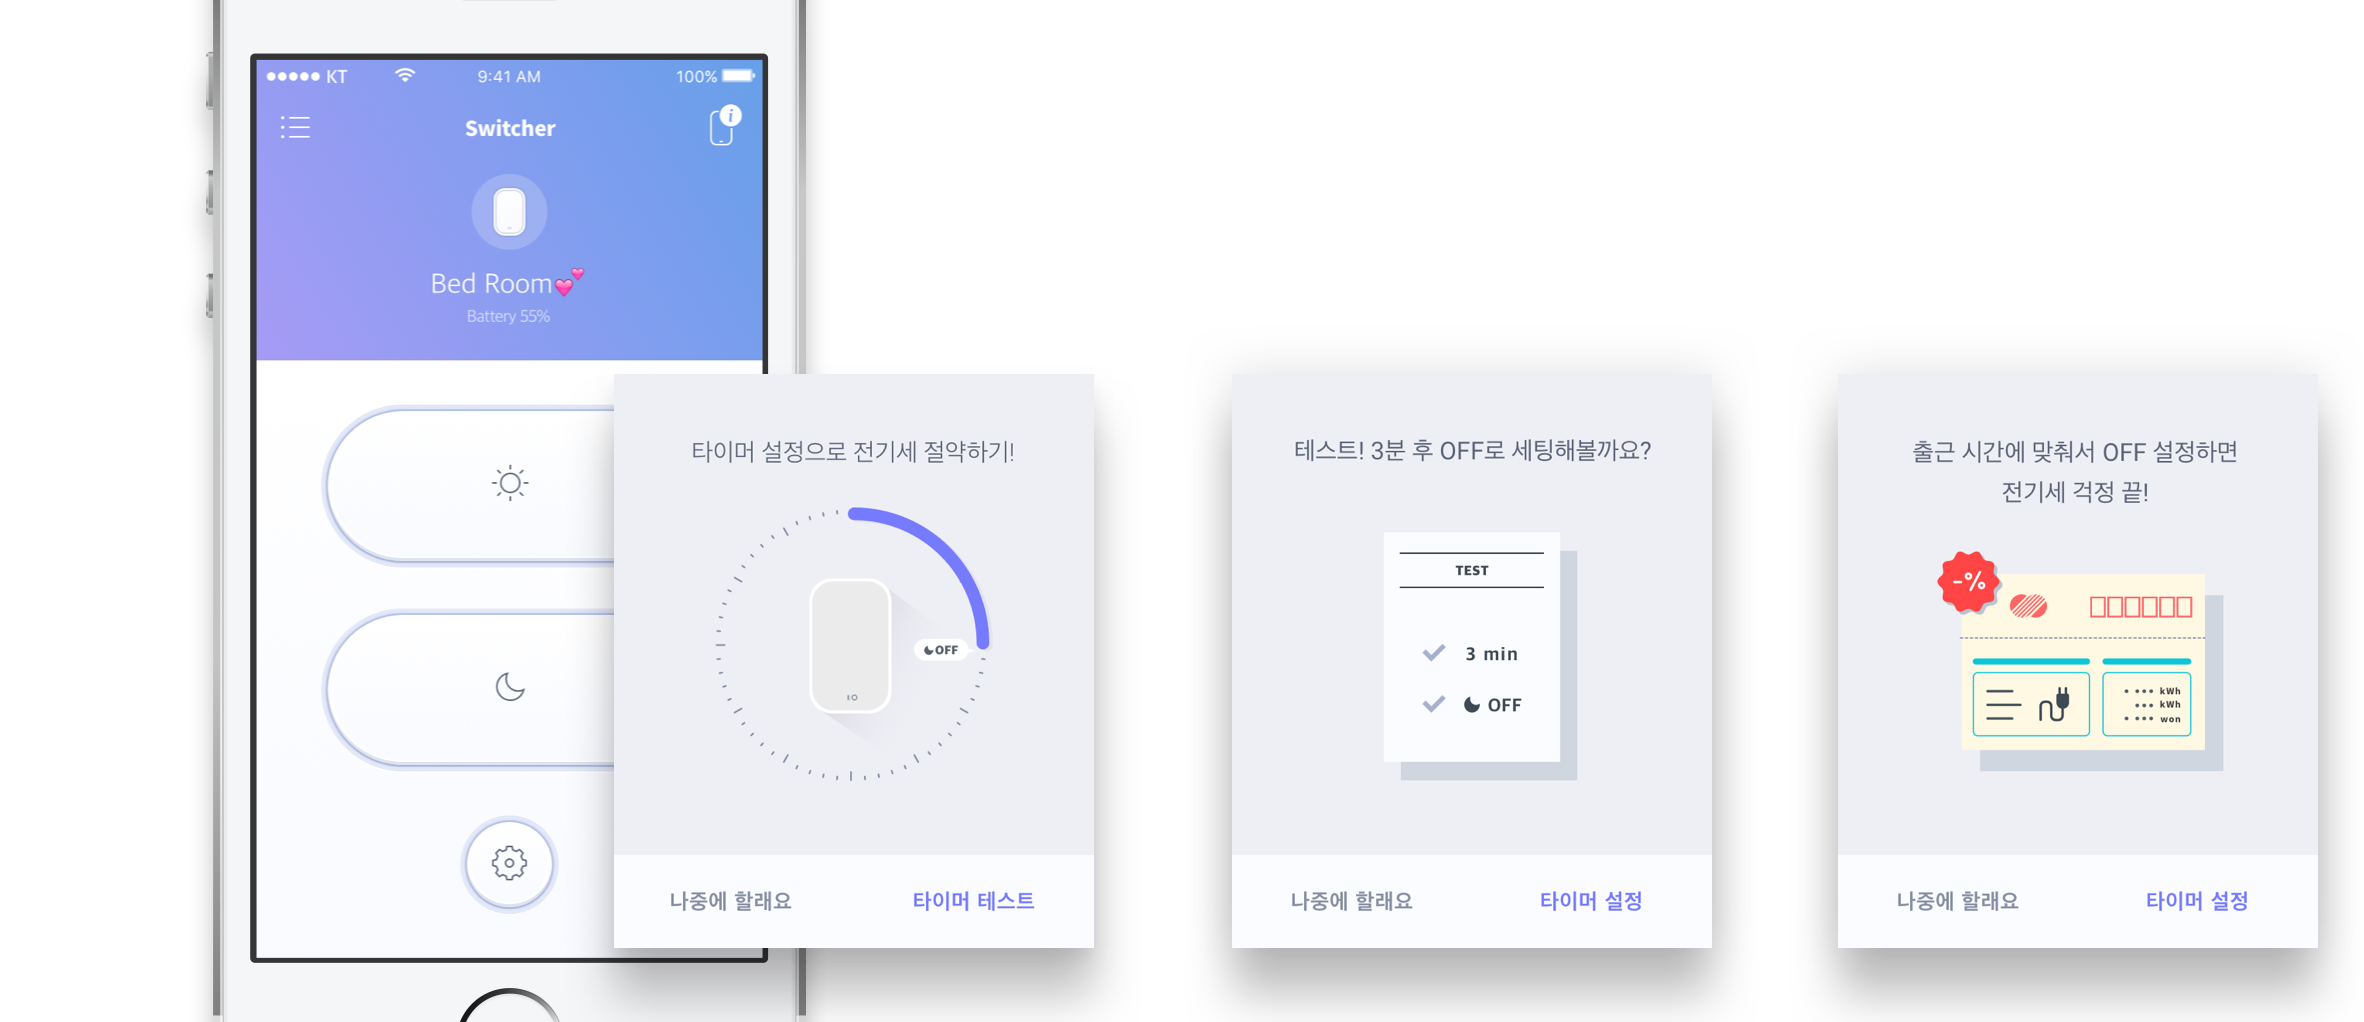 KT
9:41 AM
100%
Switcher
i
Bed Room💕
Battery 55%
타이머 설정으로 전기세 절약하기!
OFF
나중에 할래요
타이머 테스트
테스트! 3분 후 OFF로 세팅해볼까요?
TEST
3 min
OFF
나중에 할래요
타이머 설정
출근 시간에 맞춰서 OFF 설정하면
전기세 걱정 끝!
-%
kWh
kWh
won
나중에 할래요
타이머 설정